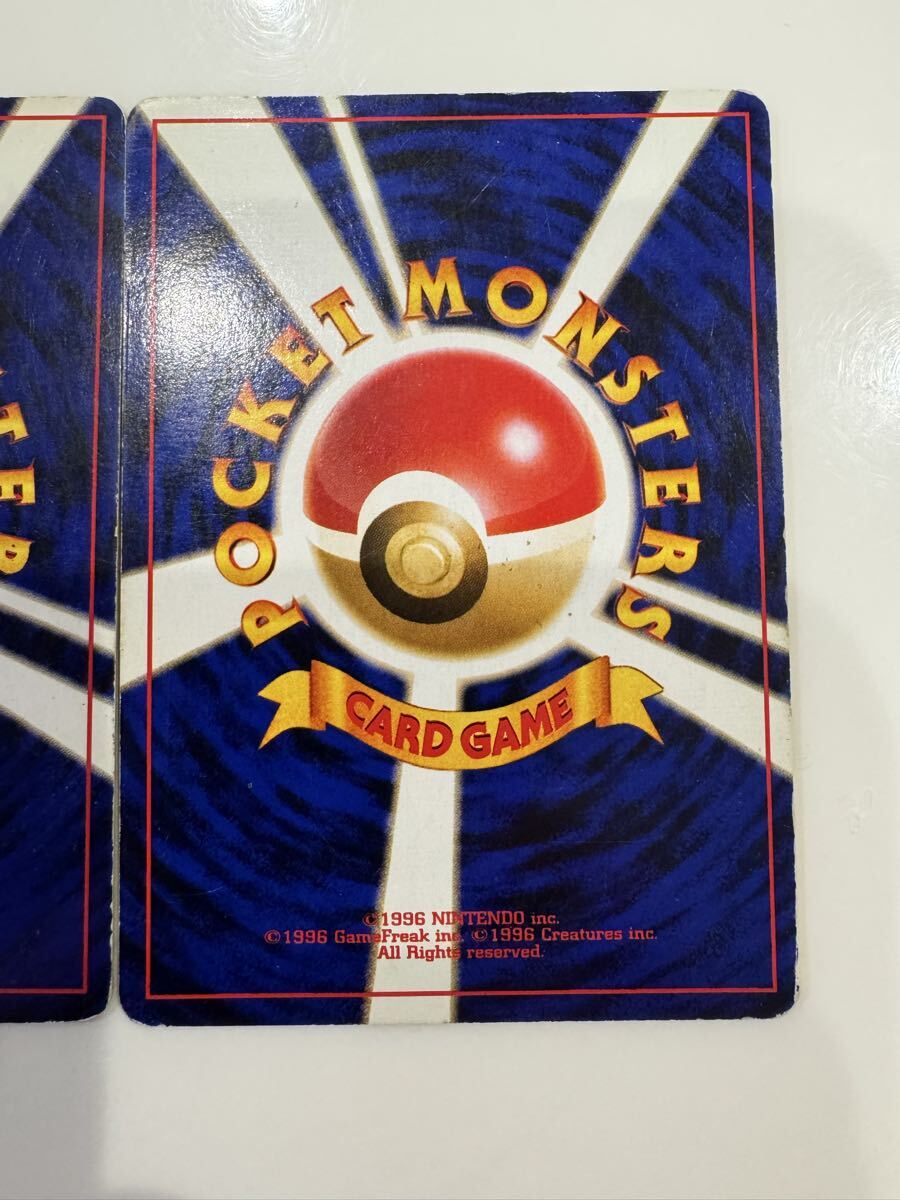 POCKET MONSTERS
CARD GAME
©1996 NINTENDO inc.
©1996 GameFreak inc. ©1996 Creatures inc.
All Rights reserved.